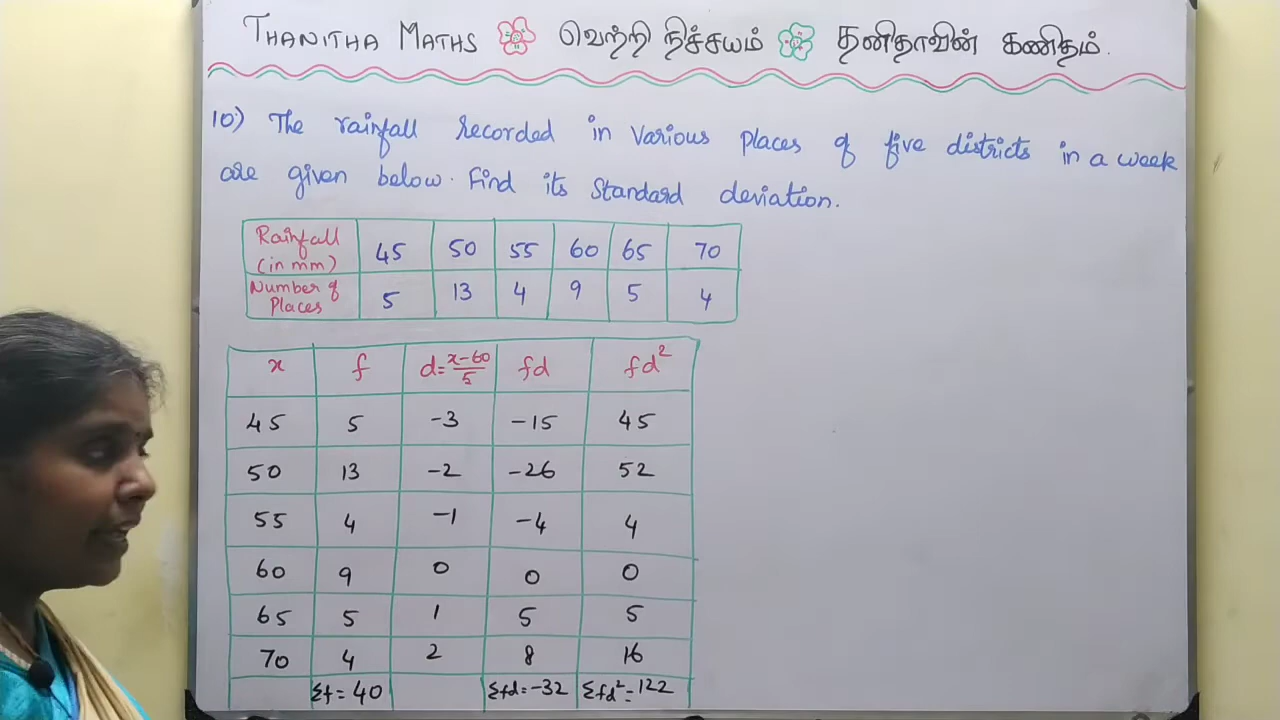 THANITHA MATHS வெற்றி நிச்சயம் தனிதாவின் கணிதம்.
10) The rainfall recorded in various places of five districts in a week
are given below. Find its standard deviation.
Rainfall (in mm) 45 50 55 60 65 70
Number of Places 5 13 4 9 5 4
x f d=x-60/5 fd fd²
45 5 -3 -15 45
50 13 -2 -26 52
55 4 -1 -4 4
60 9 0 0 0
65 5 1 5 5
70 4 2 8 16
Σf=40 Σfd=-32 Σfd²=122